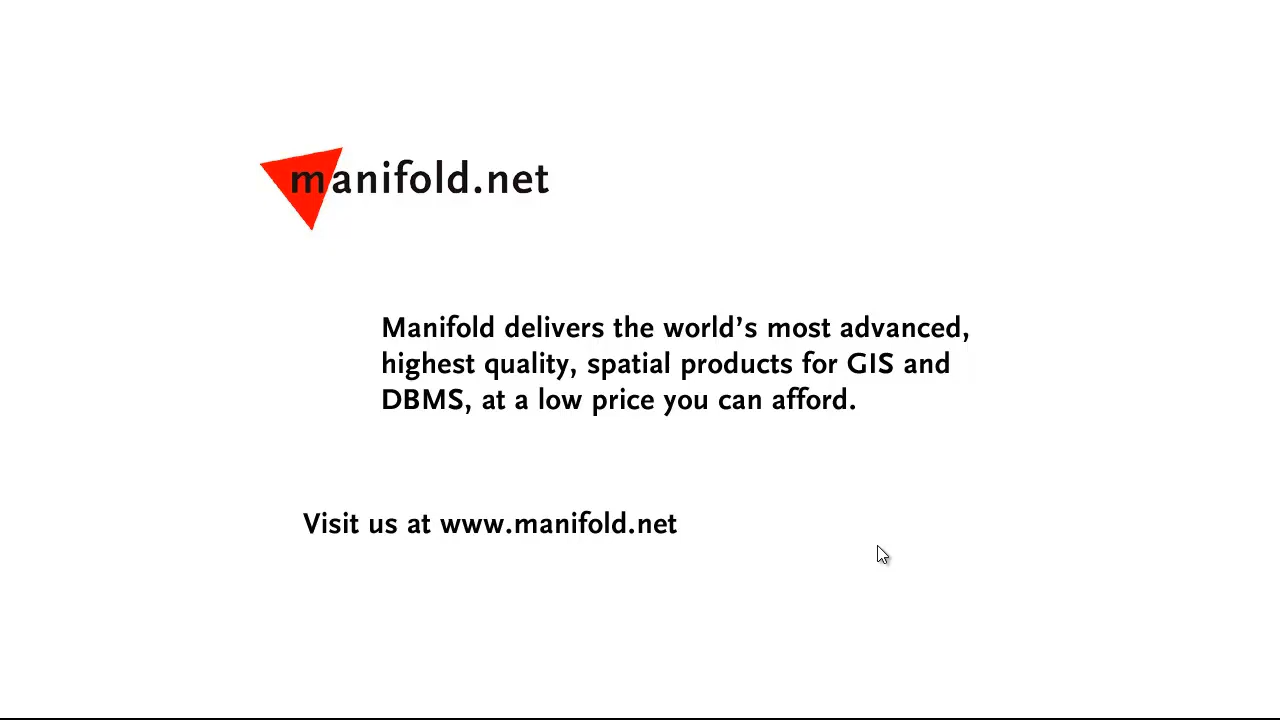 manifold.net
Manifold delivers the world’s most advanced,
highest quality, spatial products for GIS and
DBMS, at a low price you can afford.
Visit us at www.manifold.net